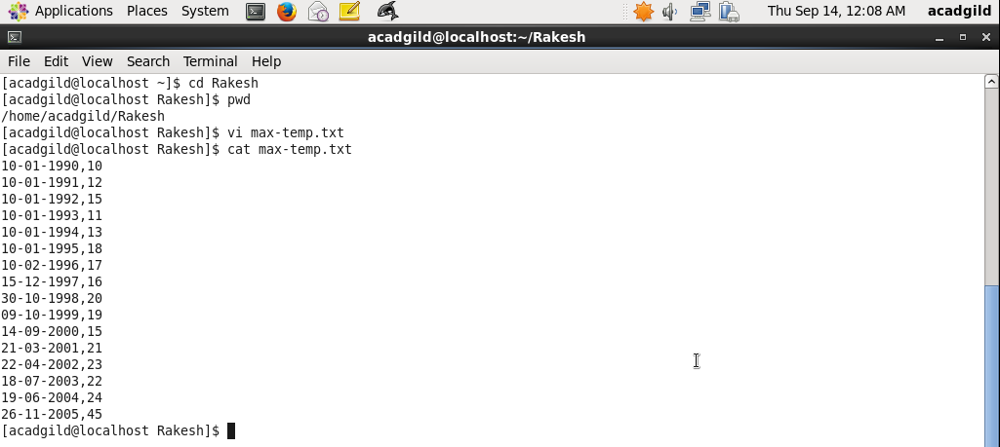 Applications Places System Thu Sep 14, 12:08 AM acadgild
acadgild@localhost:~/Rakesh
File Edit View Search Terminal Help
[acadgild@localhost ~]$ cd Rakesh
[acadgild@localhost Rakesh]$ pwd
/home/acadgild/Rakesh
[acadgild@localhost Rakesh]$ vi max-temp.txt
[acadgild@localhost Rakesh]$ cat max-temp.txt
10-01-1990,10
10-01-1991,12
10-01-1992,15
10-01-1993,11
10-01-1994,13
10-01-1995,18
10-02-1996,17
15-12-1997,16
30-10-1998,20
09-10-1999,19
14-09-2000,15
21-03-2001,21
22-04-2002,23
18-07-2003,22
19-06-2004,24
26-11-2005,45
[acadgild@localhost Rakesh]$